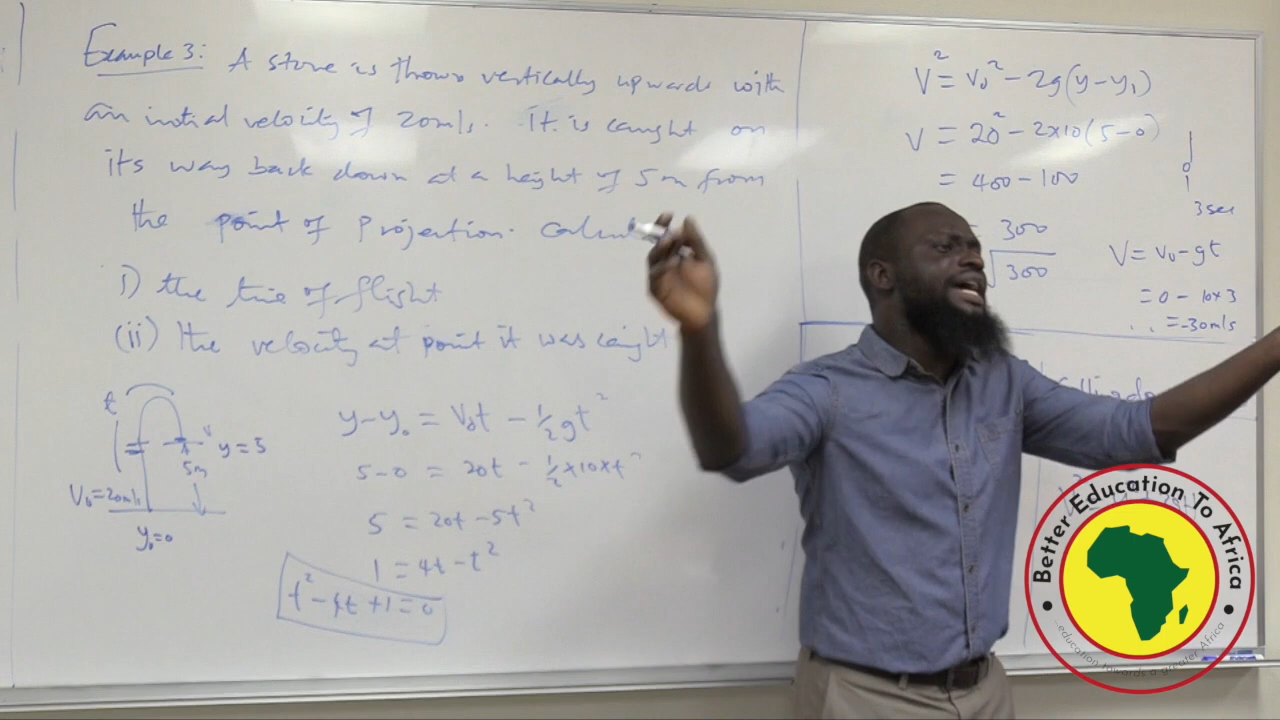 Example 3: A stone is thrown vertically upwards with
an initial velocity of 20m/s. It is caught on
its way back down at a height of 5m from
the point of Projection. Calcul
i) the time of flight
(ii) the velocity at point it was caught
t
V
y=5
5m
V₀=20m/s
y₀=0
y-y₀ = V₀t - ½gt²
5-0 = 20t - ½×10×t²
5 = 20t - 5t²
1 = 4t - t²
t² - 4t + 1 = 0
V² = V₀² - 2g(y-y₁)
V = 20² - 2×10(5-0)
= 400 - 100
300
√300
3sec
V = V₀ - gt
= 0 - 10×3
∴ = -30m/s
Better Education To Africa
...education towards a greater Africa